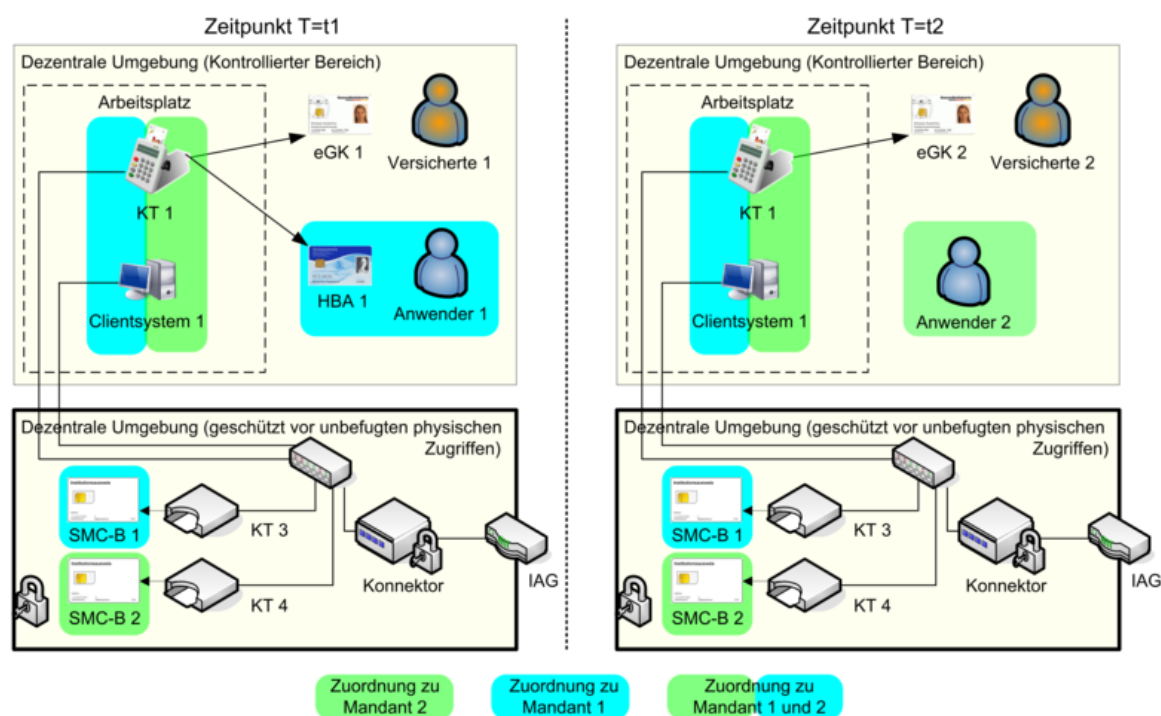 Zeitpunkt T=t1
Dezentrale Umgebung (Kontrollierter Bereich)
Arbeitsplatz
eGK 1
Versicherte 1
KT 1
HBA 1
Anwender 1
Clientsystem 1
Dezentrale Umgebung (geschützt vor unbefugten physischen
Zugriffen)
SMC-B 1
KT 3
SMC-B 2
KT 4
Konnektor
IAG
Zeitpunkt T=t2
Dezentrale Umgebung (Kontrollierter Bereich)
Arbeitsplatz
eGK 2
Versicherte 2
KT 1
Clientsystem 1
Anwender 2
Dezentrale Umgebung (geschützt vor unbefugten physischen
Zugriffen)
SMC-B 1
KT 3
SMC-B 2
KT 4
Konnektor
IAG
Zuordnung zu
Mandant 2
Zuordnung zu
Mandant 1
Zuordnung zu
Mandant 1 und 2